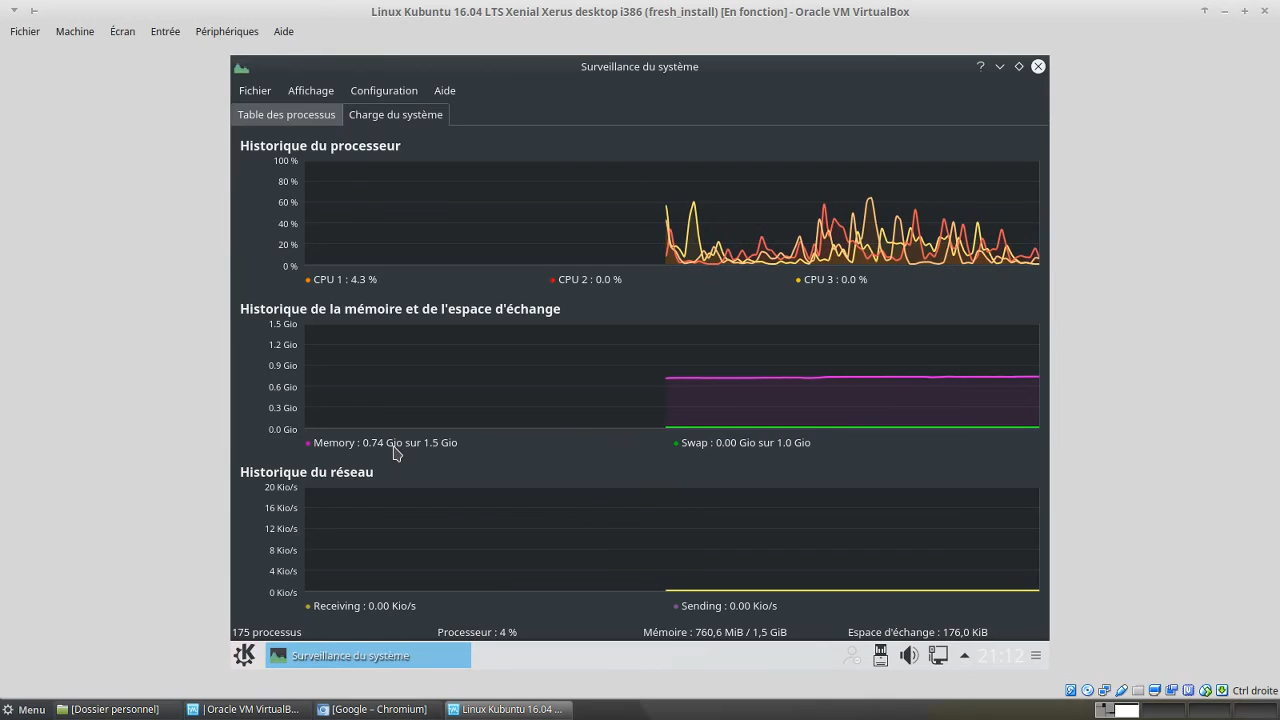 Linux Kubuntu 16.04 LTS Xenial Xerus desktop i386 (fresh_install) [En fonction] - Oracle VM VirtualBox
Fichier Machine Écran Entrée Périphériques Aide
Surveillance du système
Fichier Affichage Configuration Aide
Table des processus Charge du système
Historique du processeur
100 %
80 %
60 %
40 %
20 %
0 %
CPU 1 : 4.3 % CPU 2 : 0.0 % CPU 3 : 0.0 %
Historique de la mémoire et de l'espace d'échange
1.5 Gio
1.2 Gio
0.9 Gio
0.6 Gio
0.3 Gio
0.0 Gio
Memory : 0.74 Gio sur 1.5 Gio Swap : 0.00 Gio sur 1.0 Gio
Historique du réseau
20 Kio/s
16 Kio/s
12 Kio/s
8 Kio/s
4 Kio/s
0 Kio/s
Receiving : 0.00 Kio/s Sending : 0.00 Kio/s
175 processus Processeur : 4 % Mémoire : 760,6 MiB / 1,5 GiB Espace d'échange : 176,0 KiB
Surveillance du système 21:12
Ctrl droite
Menu [Dossier personnel] [Oracle VM VirtualB... [Google – Chromium] Linux Kubuntu 16.04 ...